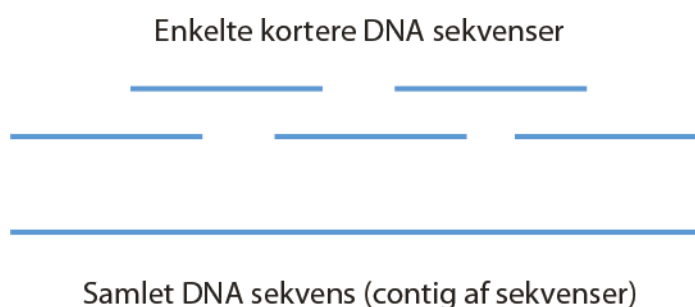 Enkelte kortere DNA sekvenser
Samlet DNA sekvens (contig af sekvenser)